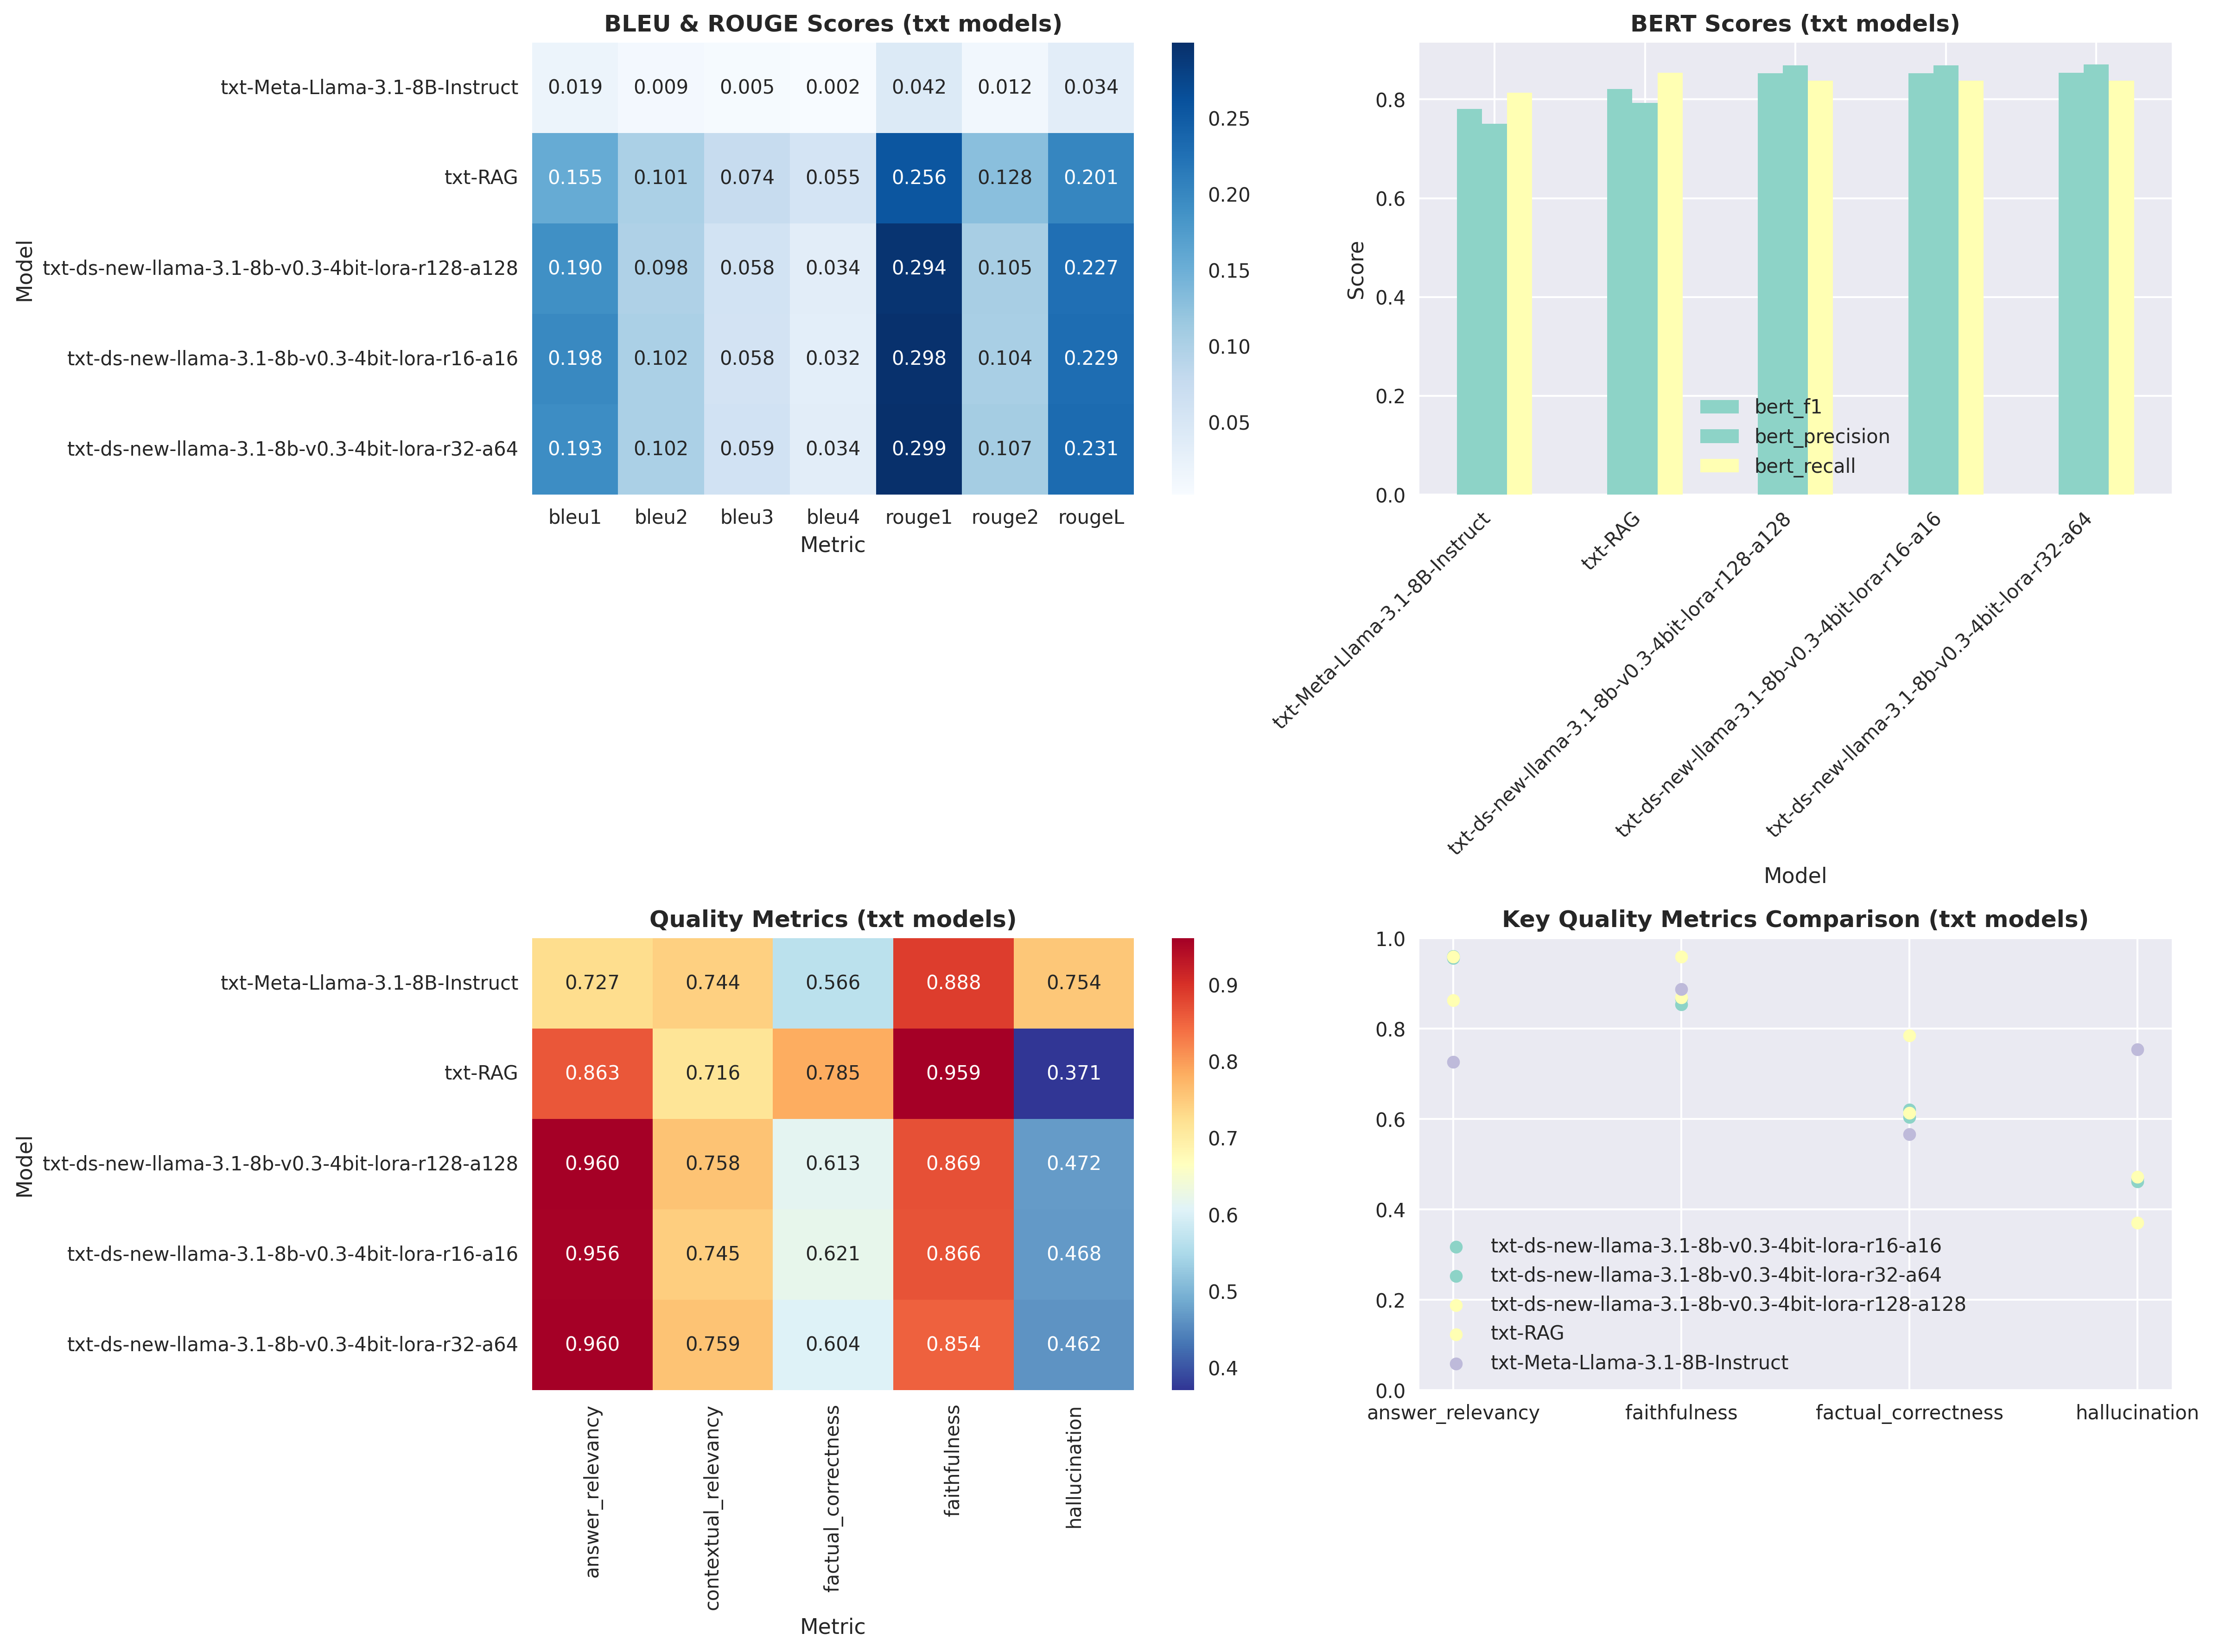 BLEU & ROUGE Scores (txt models)
Model
txt-Meta-Llama-3.1-8B-Instruct 0.019 0.009 0.005 0.002 0.042 0.012 0.034
txt-RAG 0.155 0.101 0.074 0.055 0.256 0.128 0.201
txt-ds-new-llama-3.1-8b-v0.3-4bit-lora-r128-a128 0.190 0.098 0.058 0.034 0.294 0.105 0.227
txt-ds-new-llama-3.1-8b-v0.3-4bit-lora-r16-a16 0.198 0.102 0.058 0.032 0.298 0.104 0.229
txt-ds-new-llama-3.1-8b-v0.3-4bit-lora-r32-a64 0.193 0.102 0.059 0.034 0.299 0.107 0.231
bleu1 bleu2 bleu3 bleu4 rouge1 rouge2 rougeL
Metric
0.25
0.20
0.15
0.10
0.05
BERT Scores (txt models)
Score
0.8
0.6
0.4
0.2
0.0
bert_f1
bert_precision
bert_recall
txt-Meta-Llama-3.1-8B-Instruct
txt-RAG
txt-ds-new-llama-3.1-8b-v0.3-4bit-lora-r128-a128
txt-ds-new-llama-3.1-8b-v0.3-4bit-lora-r16-a16
txt-ds-new-llama-3.1-8b-v0.3-4bit-lora-r32-a64
Model
Quality Metrics (txt models)
Model
txt-Meta-Llama-3.1-8B-Instruct 0.727 0.744 0.566 0.888 0.754
txt-RAG 0.863 0.716 0.785 0.959 0.371
txt-ds-new-llama-3.1-8b-v0.3-4bit-lora-r128-a128 0.960 0.758 0.613 0.869 0.472
txt-ds-new-llama-3.1-8b-v0.3-4bit-lora-r16-a16 0.956 0.745 0.621 0.866 0.468
txt-ds-new-llama-3.1-8b-v0.3-4bit-lora-r32-a64 0.960 0.759 0.604 0.854 0.462
answer_relevancy
contextual_relevancy
factual_correctness
faithfulness
hallucination
Metric
0.9
0.8
0.7
0.6
0.5
0.4
Key Quality Metrics Comparison (txt models)
1.0
0.8
0.6
0.4
0.2
0.0
txt-ds-new-llama-3.1-8b-v0.3-4bit-lora-r16-a16
txt-ds-new-llama-3.1-8b-v0.3-4bit-lora-r32-a64
txt-ds-new-llama-3.1-8b-v0.3-4bit-lora-r128-a128
txt-RAG
txt-Meta-Llama-3.1-8B-Instruct
answer_relevancy faithfulness factual_correctness hallucination